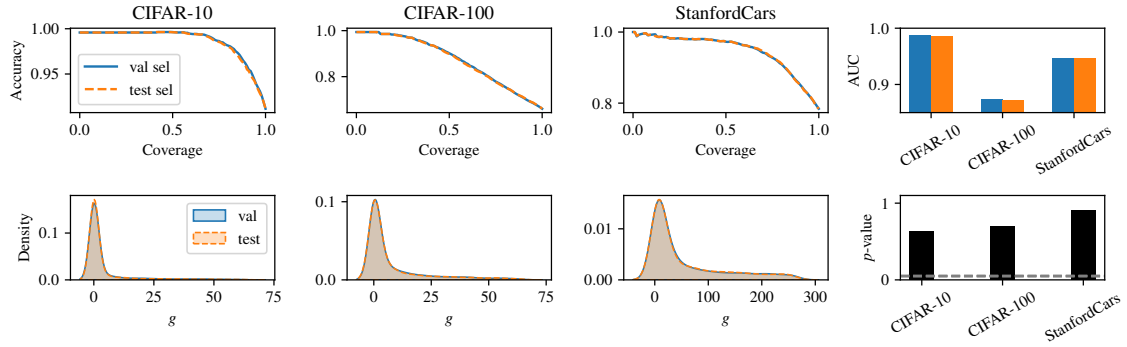 CIFAR-10
CIFAR-100
StanfordCars
1.00
0.95
Accuracy
val sel
test sel
0.0
0.5
1.0
Coverage
1.0
0.8
0.0
0.5
1.0
Coverage
1.0
0.8
0.0
0.5
1.0
Coverage
1.0
0.9
AUC
CIFAR-10
CIFAR-100
StanfordCars
0.1
0.0
Density
val
test
0
25
50
75
g
0.1
0.0
0
25
50
75
g
0.01
0.00
0
100
200
300
g
1
0
p-value
CIFAR-10
CIFAR-100
StanfordCars